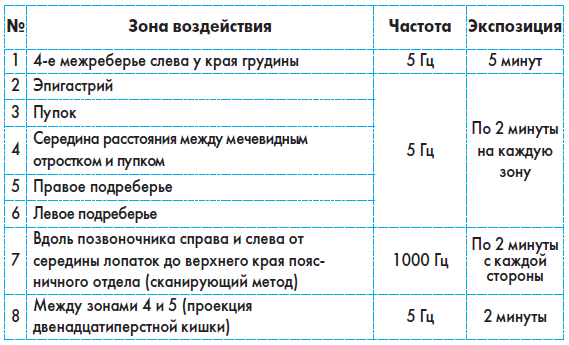 № Зона воздействия Частота Экспозиция
1 4-е межреберье слева у края грудины 5 Гц 5 минут
2 Эпигастрий
3 Пупок
4 Середина расстояния между мечевидным
отростком и пупком
5 Правое подреберье
6 Левое подреберье
5 Гц
По 2 минуты
на каждую
зону
7 Вдоль позвоночника справа и слева от
середины лопаток до верхнего края пояс-
ничного отдела (сканирующий метод)
1000 Гц
По 2 минуты
с каждой
стороны
8 Между зонами 4 и 5 (проекция
двенадцатиперстной кишки)
5 Гц
2 минуты